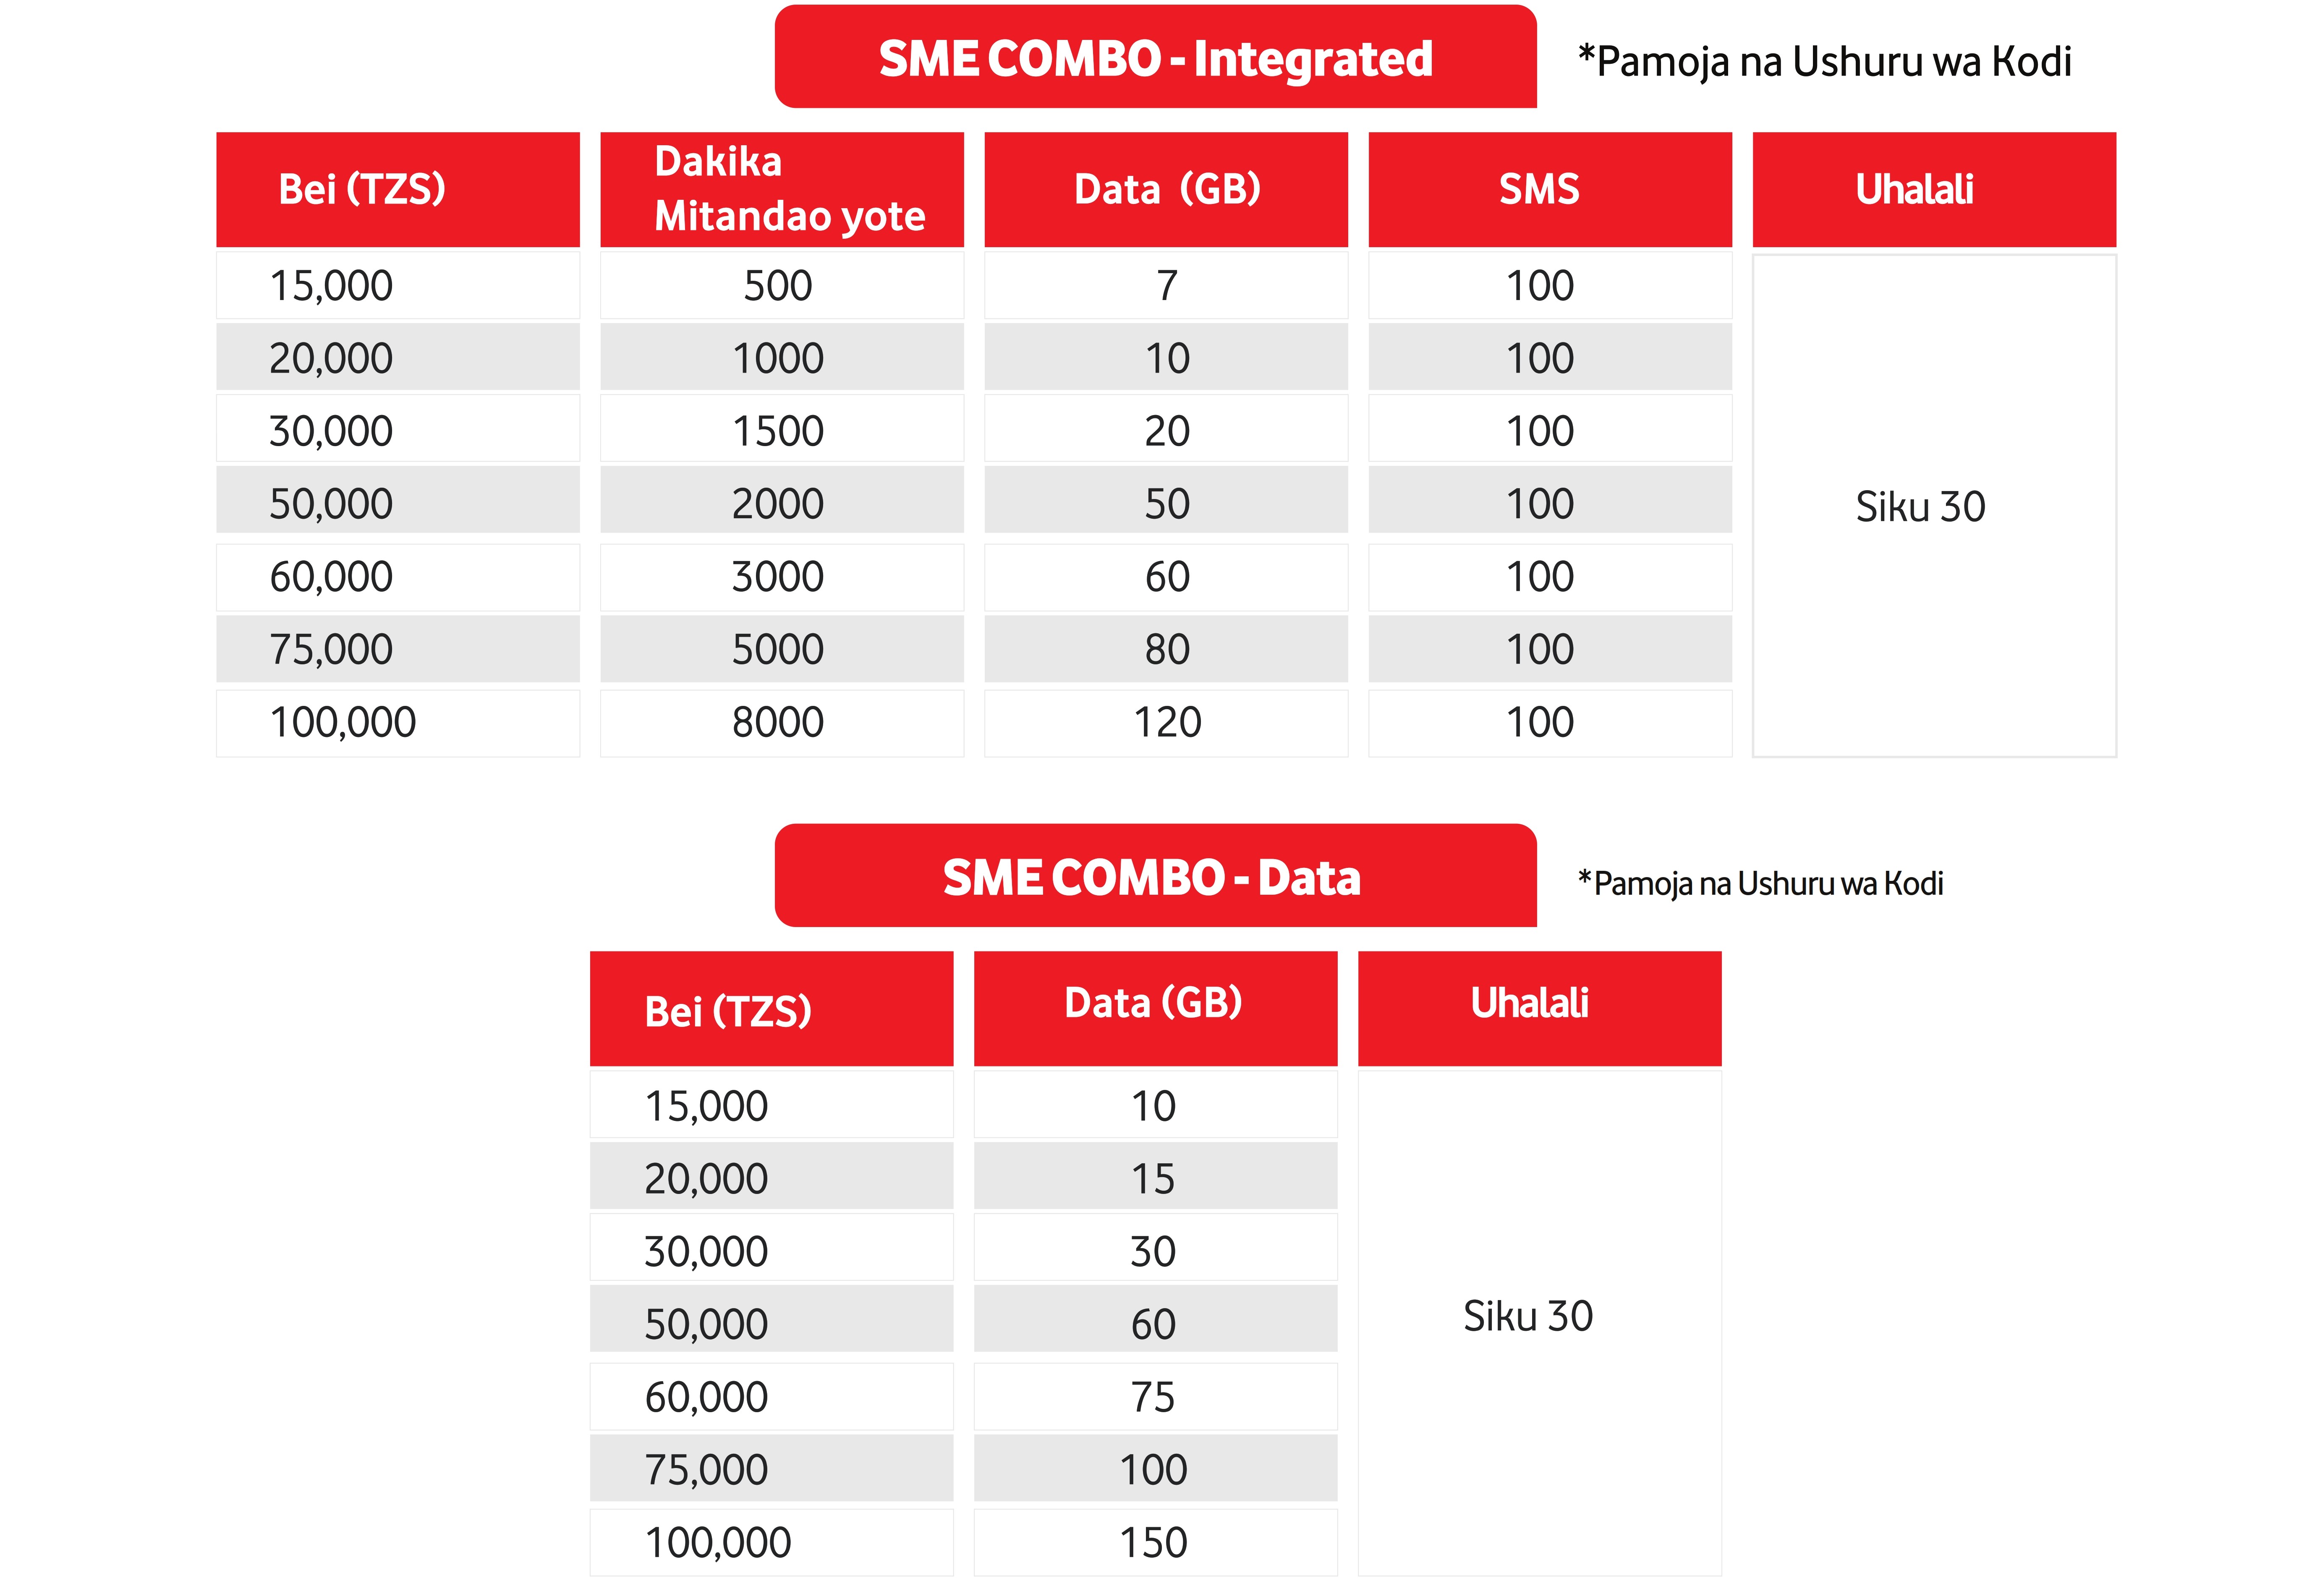 SME COMBO - Integrated
*Pamoja na Ushuru wa Kodi
Bei (TZS) Dakika Mitandao yote Data (GB) SMS Uhalali
15,000 500 7 100
20,000 1000 10 100
30,000 1500 20 100
50,000 2000 50 100 Siku 30
60,000 3000 60 100
75,000 5000 80 100
100,000 8000 120 100
SME COMBO - Data
*Pamoja na Ushuru wa Kodi
Bei (TZS) Data (GB) Uhalali
15,000 10
20,000 15
30,000 30
50,000 60 Siku 30
60,000 75
75,000 100
100,000 150